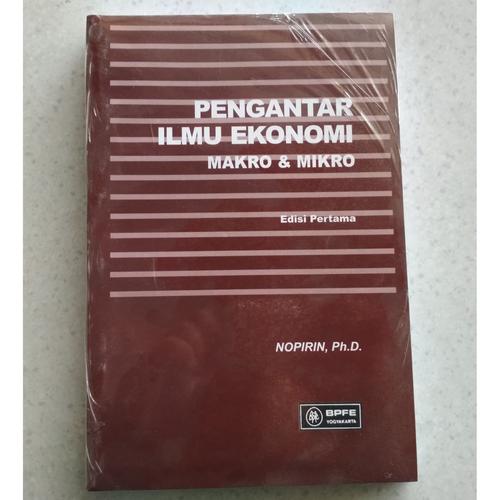 PENGANTAR
ILMU EKONOMI
MAKRO & MIKRO
Edisi Pertama
NOPIRIN, Ph.D.
BPFE
YOGYAKARTA